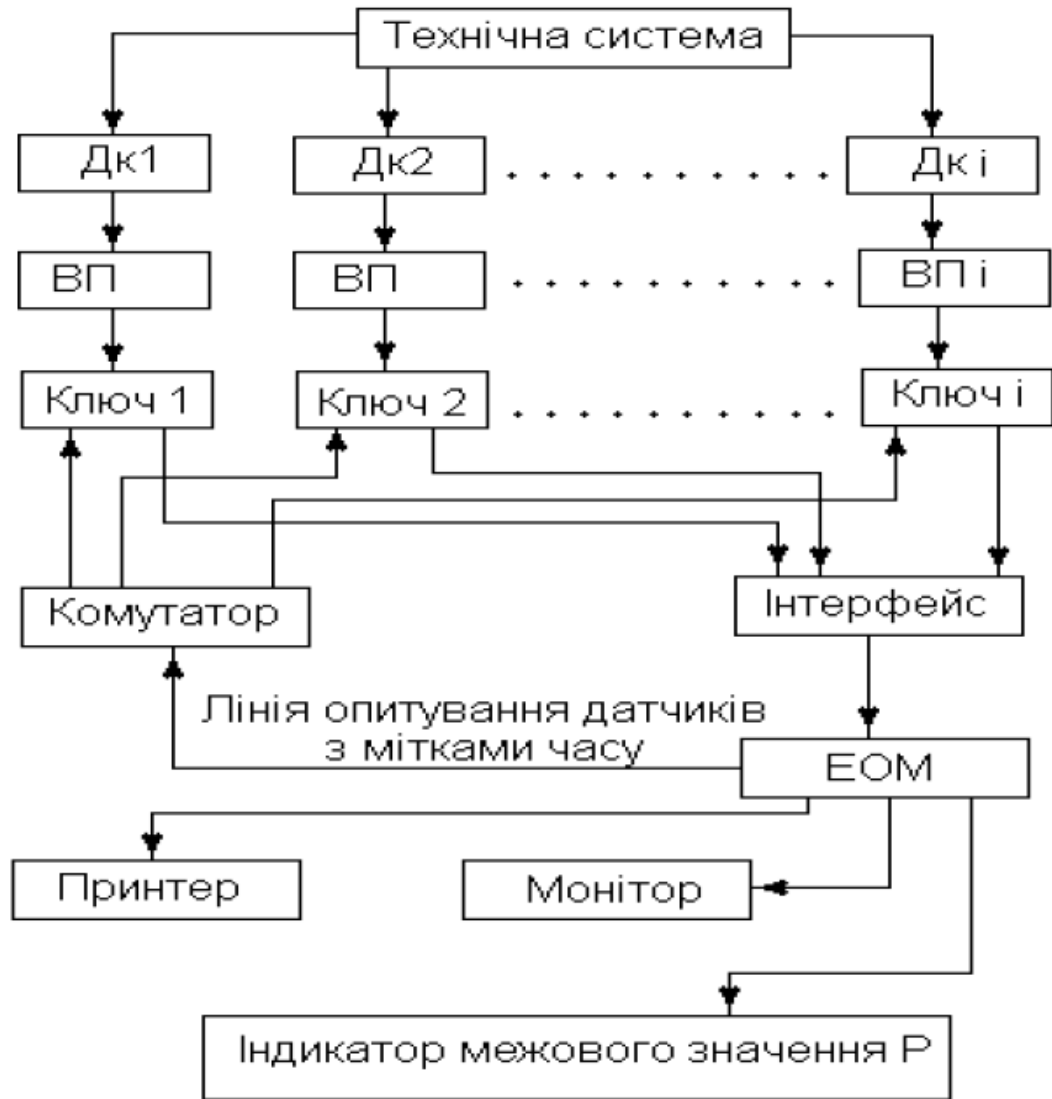 Технічна система
Дк1
Дк2
Дк i
ВП
ВП
ВП i
Ключ 1
Ключ 2
Ключ i
Комутатор
Інтерфейс
Лінія опитування датчиків
з мітками часу
ЕОМ
Принтер
Монітор
Індикатор межового значення Р